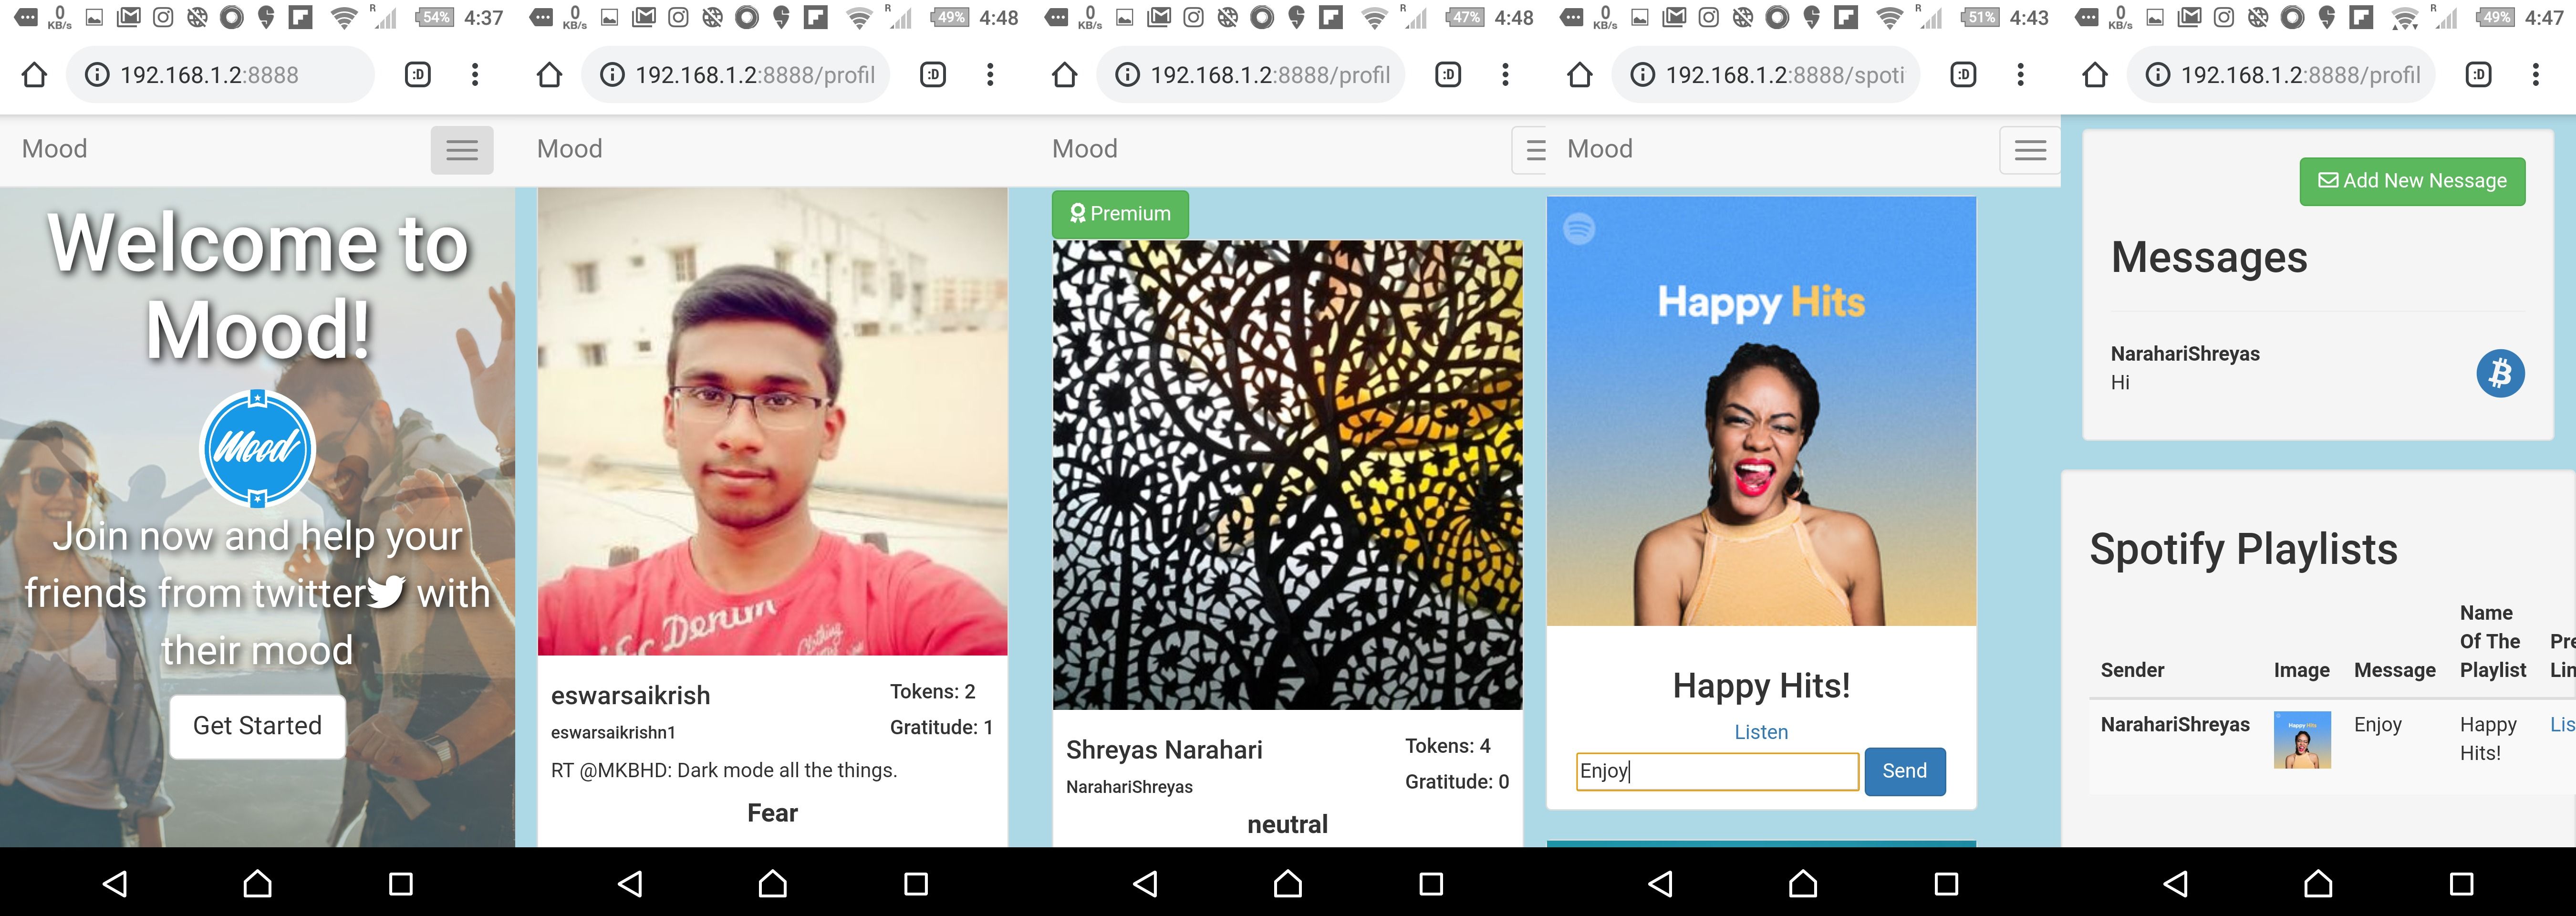 0
KB/s
R
54%
4:37
192.168.1.2:8888
:D
Mood
Welcome to
Mood!
Mood
Join now and help your
friends from twitter with
their mood
Get Started
0
KB/s
R
49%
4:48
192.168.1.2:8888/profil
:D
Mood
Denim
eswarsaikrish
Tokens: 2
eswarsaikrishn1
Gratitude: 1
RT @MKBHD: Dark mode all the things.
Fear
0
KB/s
R
47%
4:48
192.168.1.2:8888/profil
:D
Mood
Premium
Shreyas Narahari
Tokens: 4
NarahariShreyas
Gratitude: 0
neutral
0
KB/s
R
51%
4:43
192.168.1.2:8888/spoti
:D
Mood
Happy Hits
Happy Hits!
Listen
Enjoy
Send
0
KB/s
R
49%
4:47
192.168.1.2:8888/profil
:D
Add New Nessage
Messages
NarahariShreyas
Hi
Spotify Playlists
Name
Of The
Pre
Sender
Image
Message
Playlist
Lin
NarahariShreyas
Happy Hits
Enjoy
Happy
Lis
Hits!